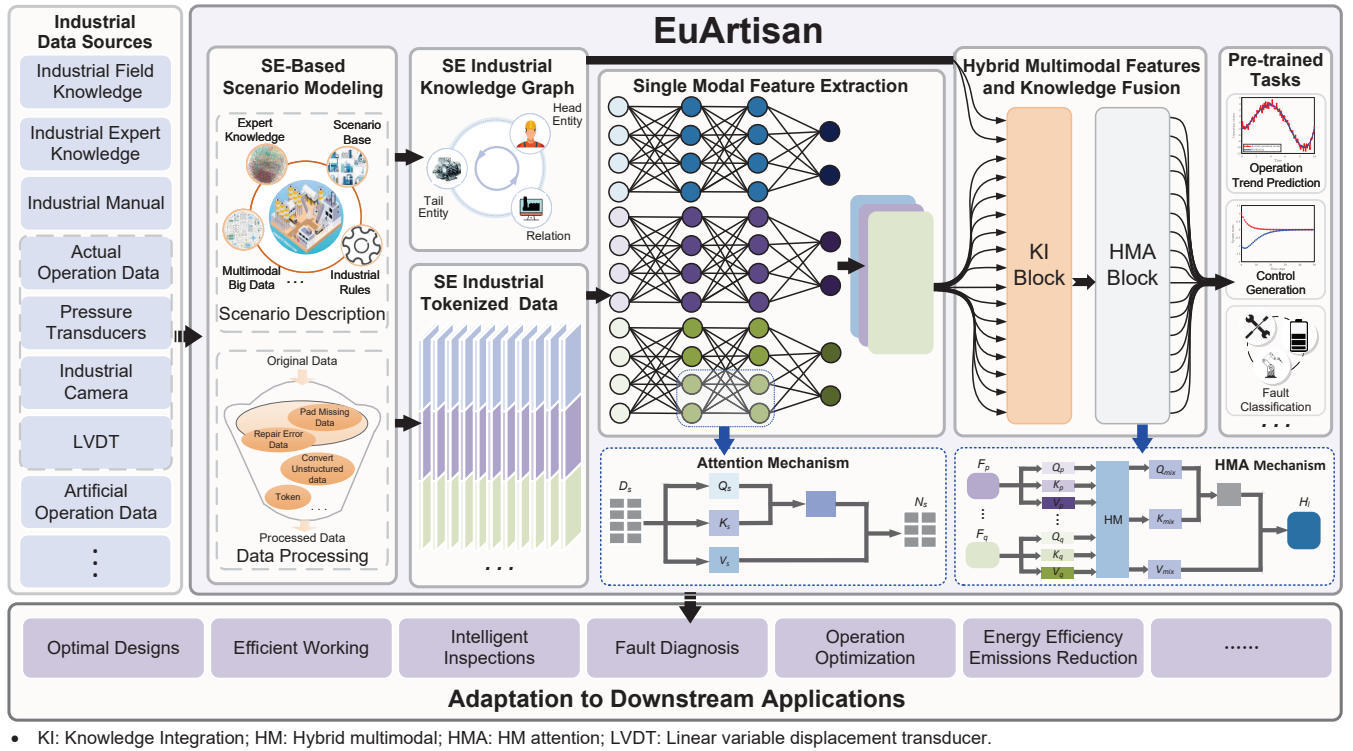 Industrial
Data Sources
Industrial Field
Knowledge
Industrial Expert
Knowledge
Industrial Manual
Actual
Operation Data
Pressure
Transducers
Industrial
Camera
LVDT
Artificial
Operation Data
EuArtisan
SE-Based
Scenario Modeling
Expert
Knowledge
Scenario
Base
Multimodal
Big Data
Industrial
Rules
...
Scenario Description
Original Data
Pad Missing
Data
Repair Error
Data
Convert
Unstructured
data
Token
...
Processed Data
Data Processing
SE Industrial
Knowledge Graph
Head
Entity
Tail
Entity
Relation
SE Industrial
Tokenized Data
...
Single Modal Feature Extraction
Attention Mechanism
Ds
Qs
Ks
Vs
Ns
Hybrid Multimodal Features
and Knowledge Fusion
KI
Block
HMA
Block
HMA Mechanism
Fp
Qp
Kp
Vp
Fq
Qq
Kq
Vq
HM
Qmix
Kmix
Vmix
Hl
Pre-trained
Tasks
Operation
Trend Prediction
Control
Generation
Fault
Classification
...
Optimal Designs
Efficient Working
Intelligent
Inspections
Fault Diagnosis
Operation
Optimization
Energy Efficiency
Emissions Reduction
......
Adaptation to Downstream Applications
• KI: Knowledge Integration; HM: Hybrid multimodal; HMA: HM attention; LVDT: Linear variable displacement transducer.